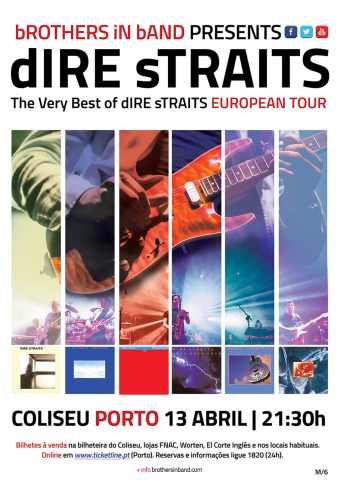 bROTHERS iN bAND PRESENTS
dIRE sTRAITS
The Very Best of dIRE sTRAITS EUROPEAN TOUR
DIRE STRAITS
COLISEU PORTO 13 ABRIL | 21:30h
Bilhetes à venda na bilheteira do Coliseu, lojas FNAC, Worten, El Corte Inglês e nos locais habituais.
Online em www.ticketline.pt (Porto). Reservas e informações ligue 1820 (24h).
+ info: brothersinband.com
M/6